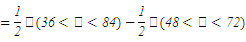 = 1/2 □(36 < □ < 84) − 1/2 □(48 < □ < 72)